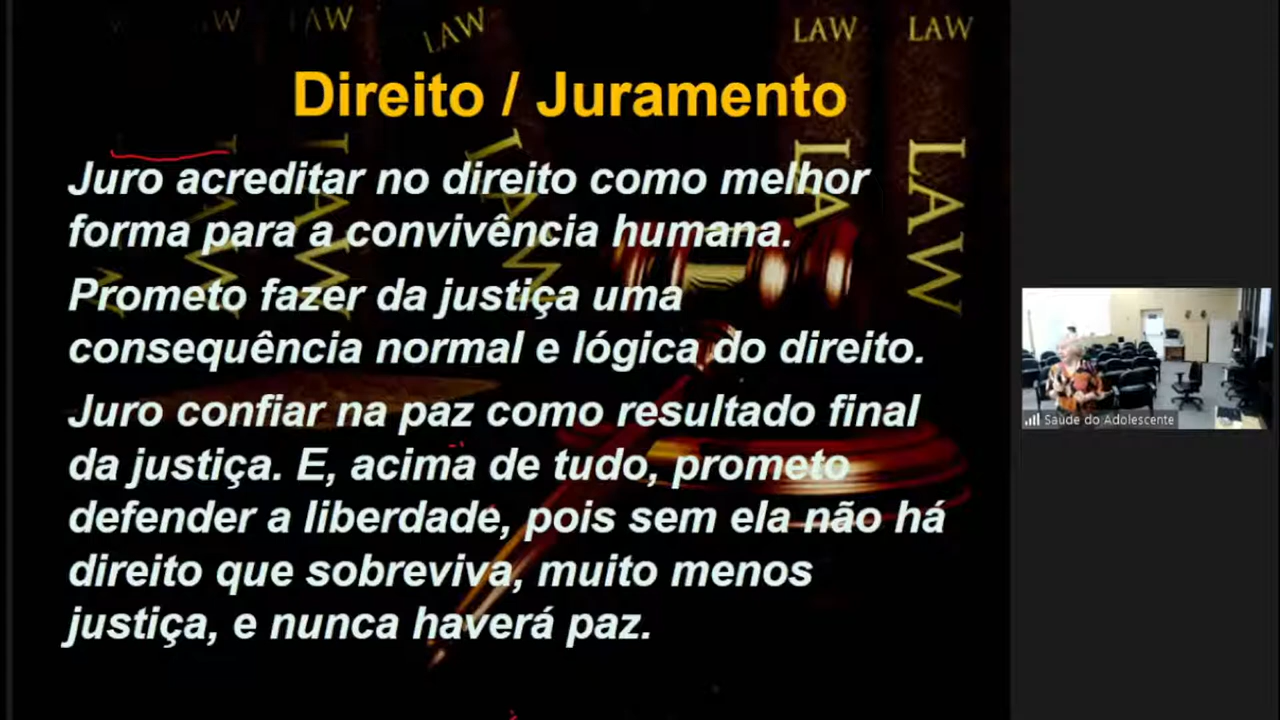 LAW
LAW
LAW
LAW
Direito / Juramento
LAW
LAW
LAW
LAW
Juro acreditar no direito como melhor
forma para a convivência humana.
Prometo fazer da justiça uma
consequência normal e lógica do direito.
Juro confiar na paz como resultado final
da justiça. E, acima de tudo, prometo
defender a liberdade, pois sem ela não há
direito que sobreviva, muito menos
justiça, e nunca haverá paz.
Saúde do Adolescente